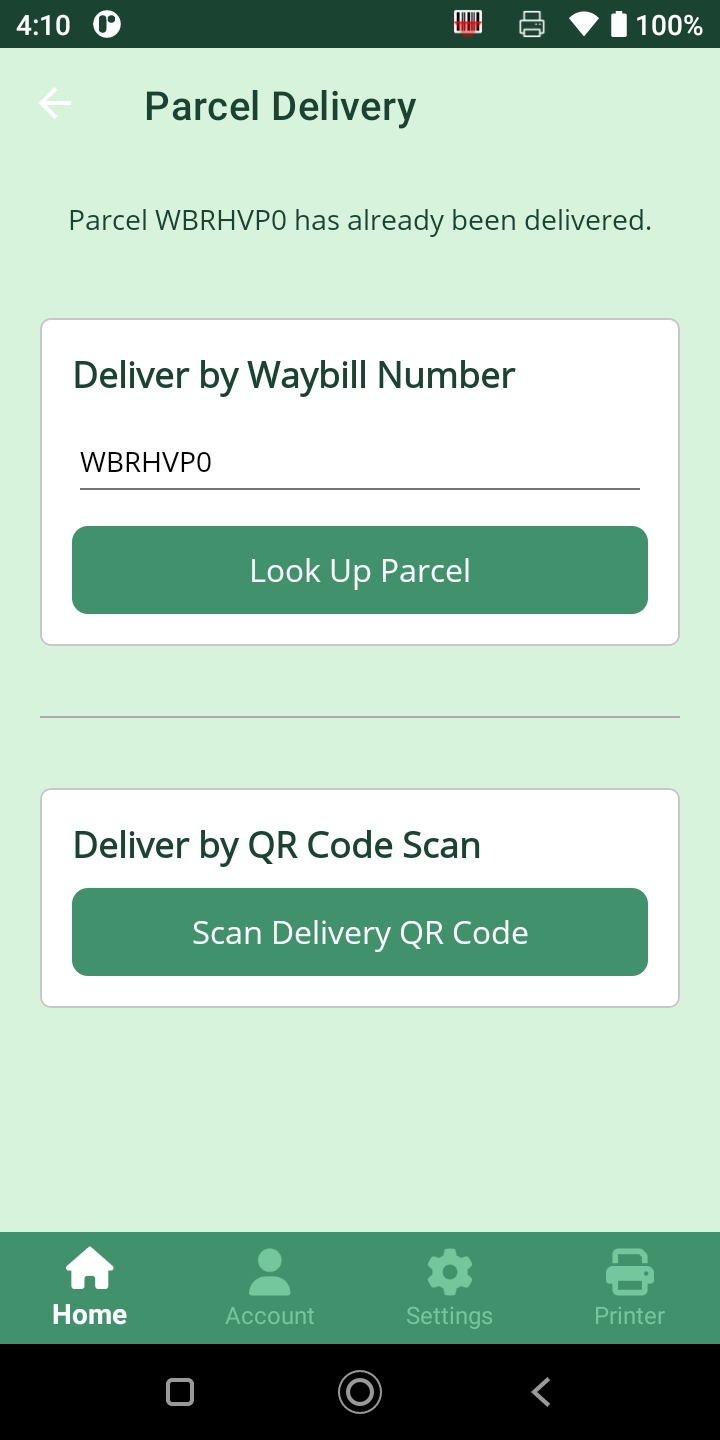 4:10
100%
Parcel Delivery
Parcel WBRHVP0 has already been delivered.
Deliver by Waybill Number
WBRHVP0
Look Up Parcel
Deliver by QR Code Scan
Scan Delivery QR Code
Home
Account
Settings
Printer